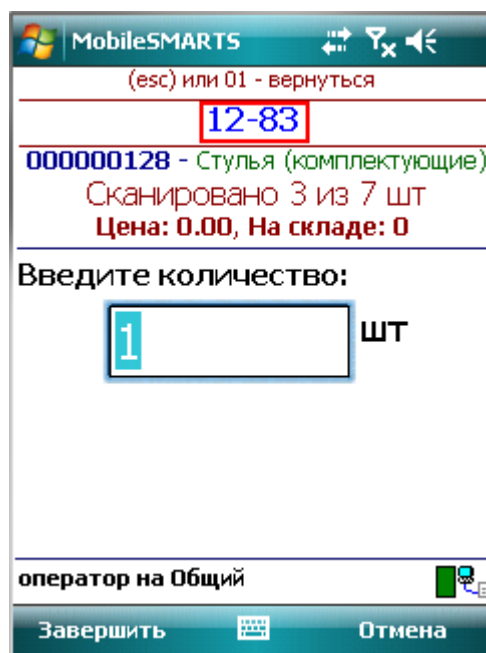 MobileSMARTS
(esc) или 01 - вернуться
12-83
000000128 - Стулья (комплектующие)
Сканировано 3 из 7 шт
Цена: 0.00, На складе: 0
Введите количество:
1 шт
оператор на Общий
Завершить Отмена